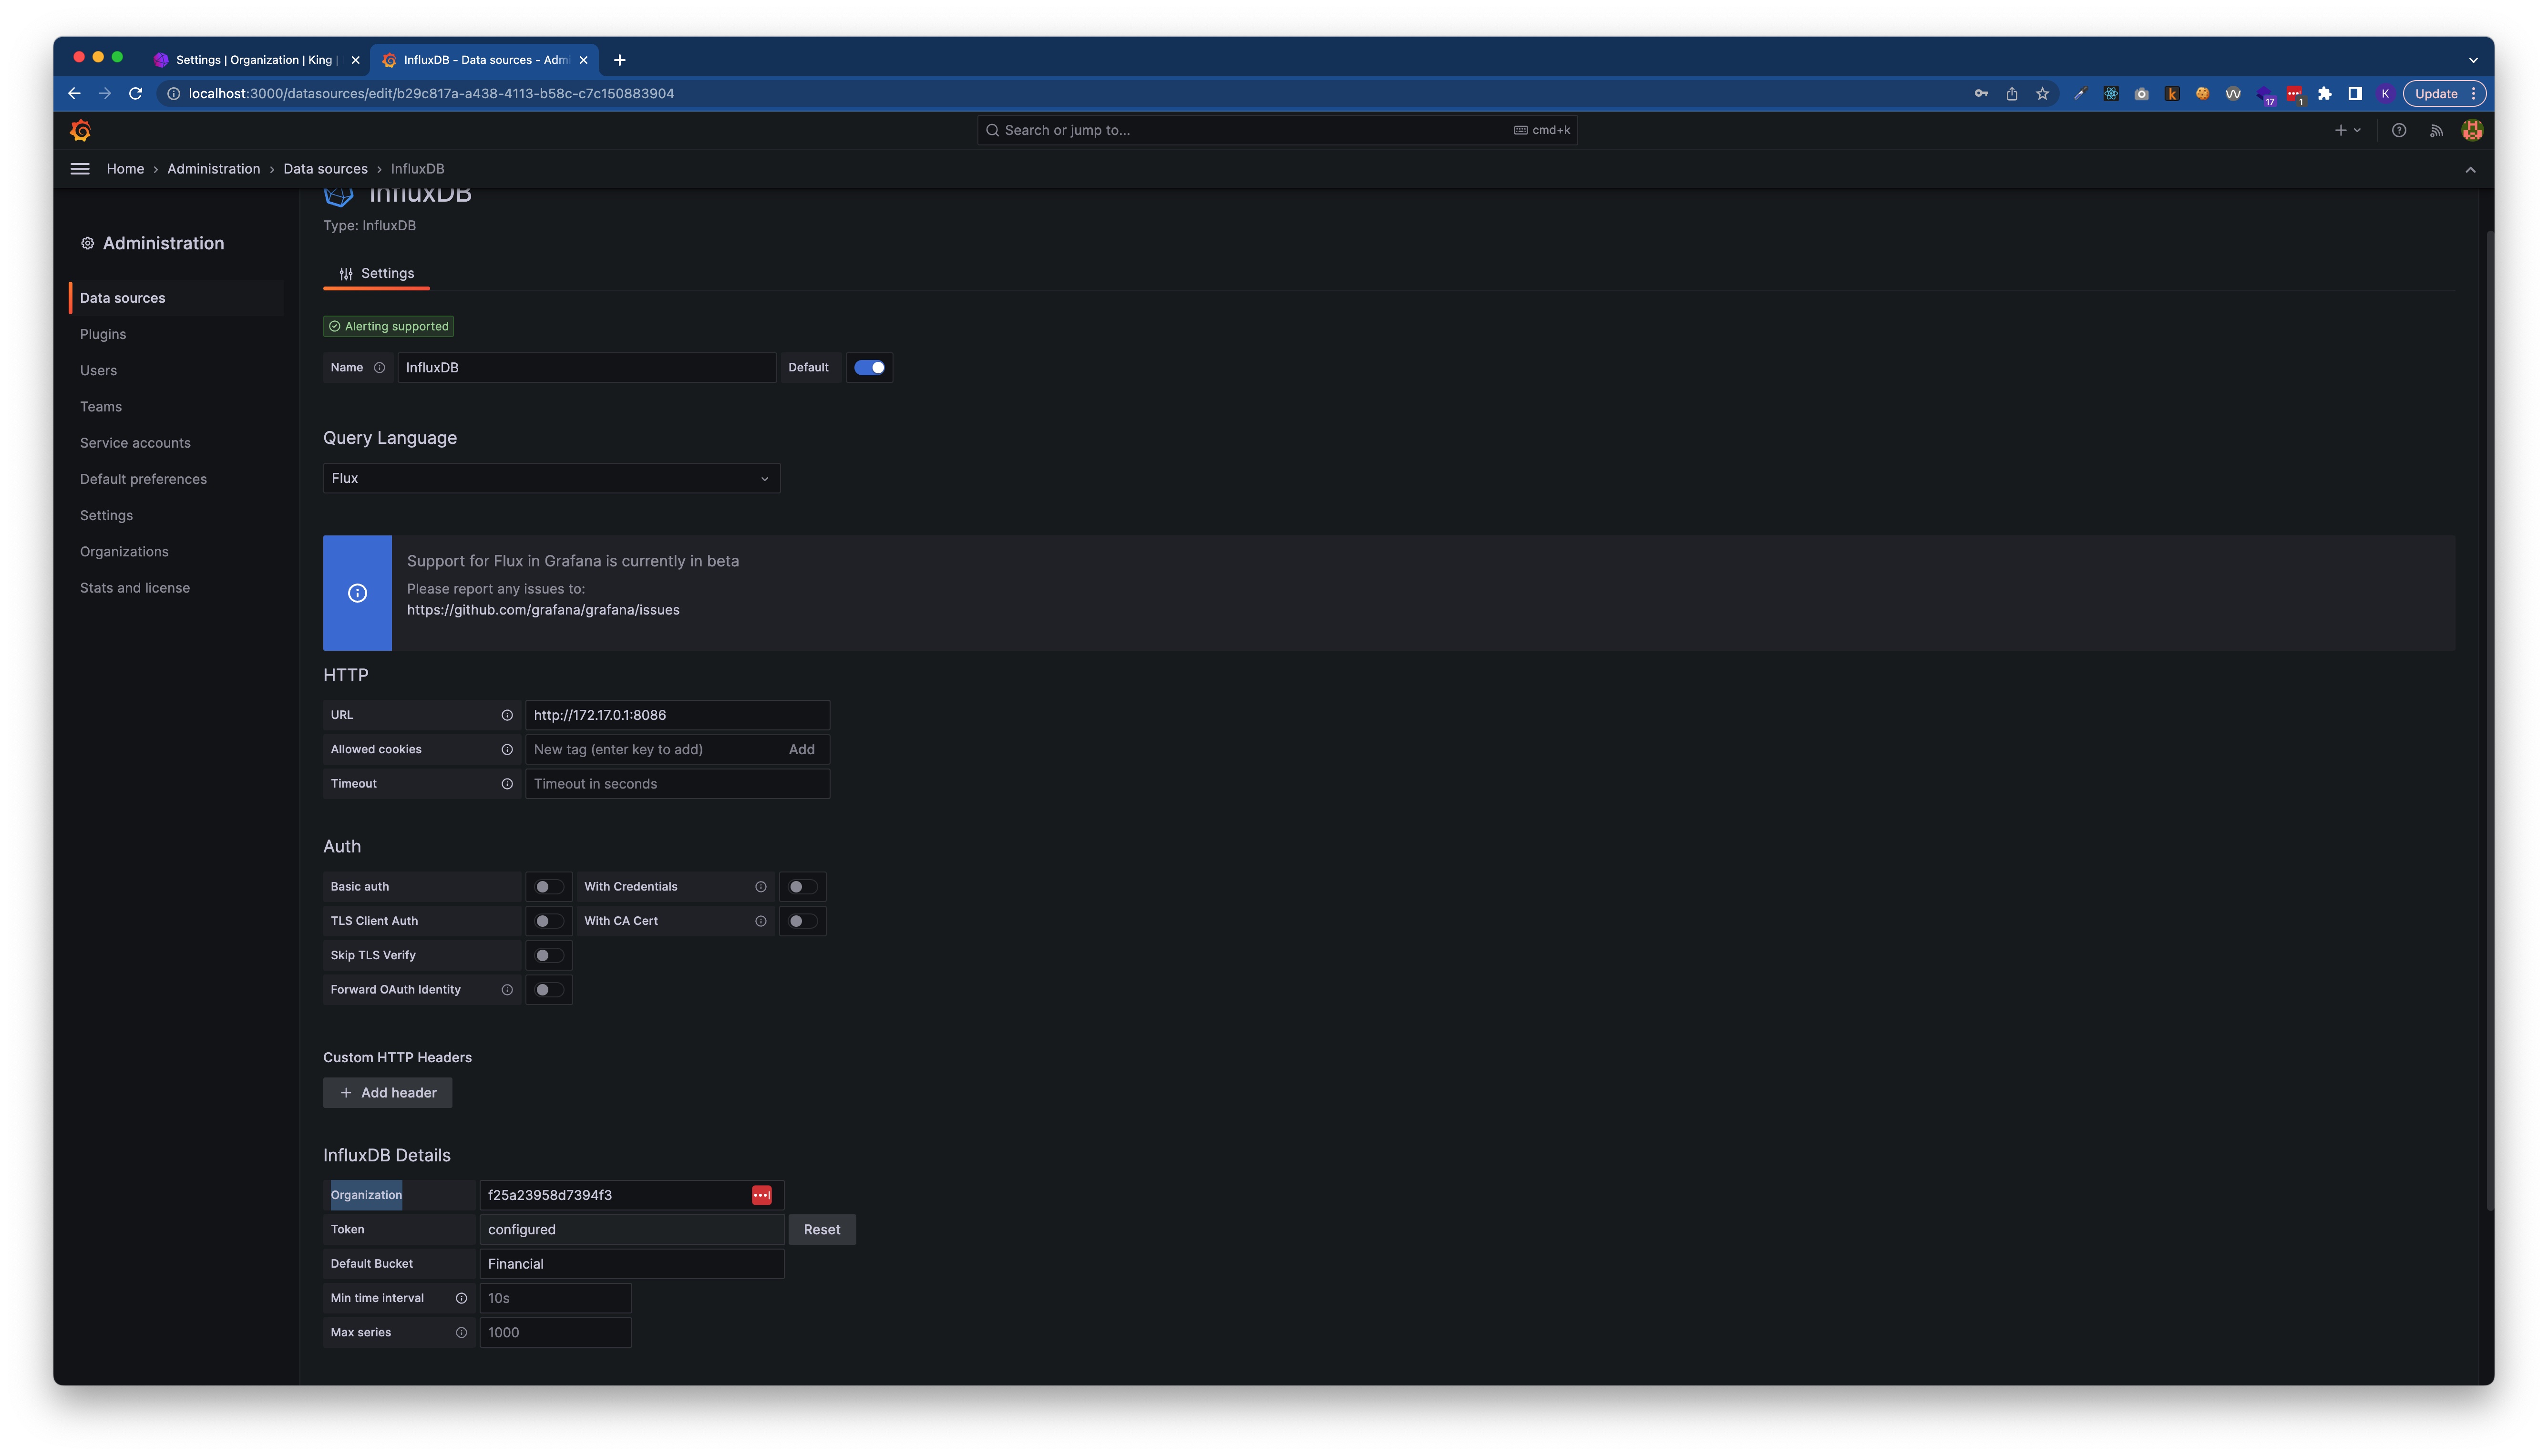 Settings | Organization | King |
InfluxDB - Data sources - Admi
localhost:3000/datasources/edit/b29c817a-a438-4113-b58c-c7c150883904
17
1
K
Update
Search or jump to...
cmd+k
Home › Administration › Data sources › InfluxDB
InfluxDB
Type: InfluxDB
Administration
Data sources
Plugins
Users
Teams
Service accounts
Default preferences
Settings
Organizations
Stats and license
Settings
Alerting supported
Name InfluxDB Default
Query Language
Flux
Support for Flux in Grafana is currently in beta
Please report any issues to:
https://github.com/grafana/grafana/issues
HTTP
URL http://172.17.0.1:8086
Allowed cookies New tag (enter key to add) Add
Timeout Timeout in seconds
Auth
Basic auth With Credentials
TLS Client Auth With CA Cert
Skip TLS Verify
Forward OAuth Identity
Custom HTTP Headers
+ Add header
InfluxDB Details
Organization f25a23958d7394f3
Token configured Reset
Default Bucket Financial
Min time interval 10s
Max series 1000